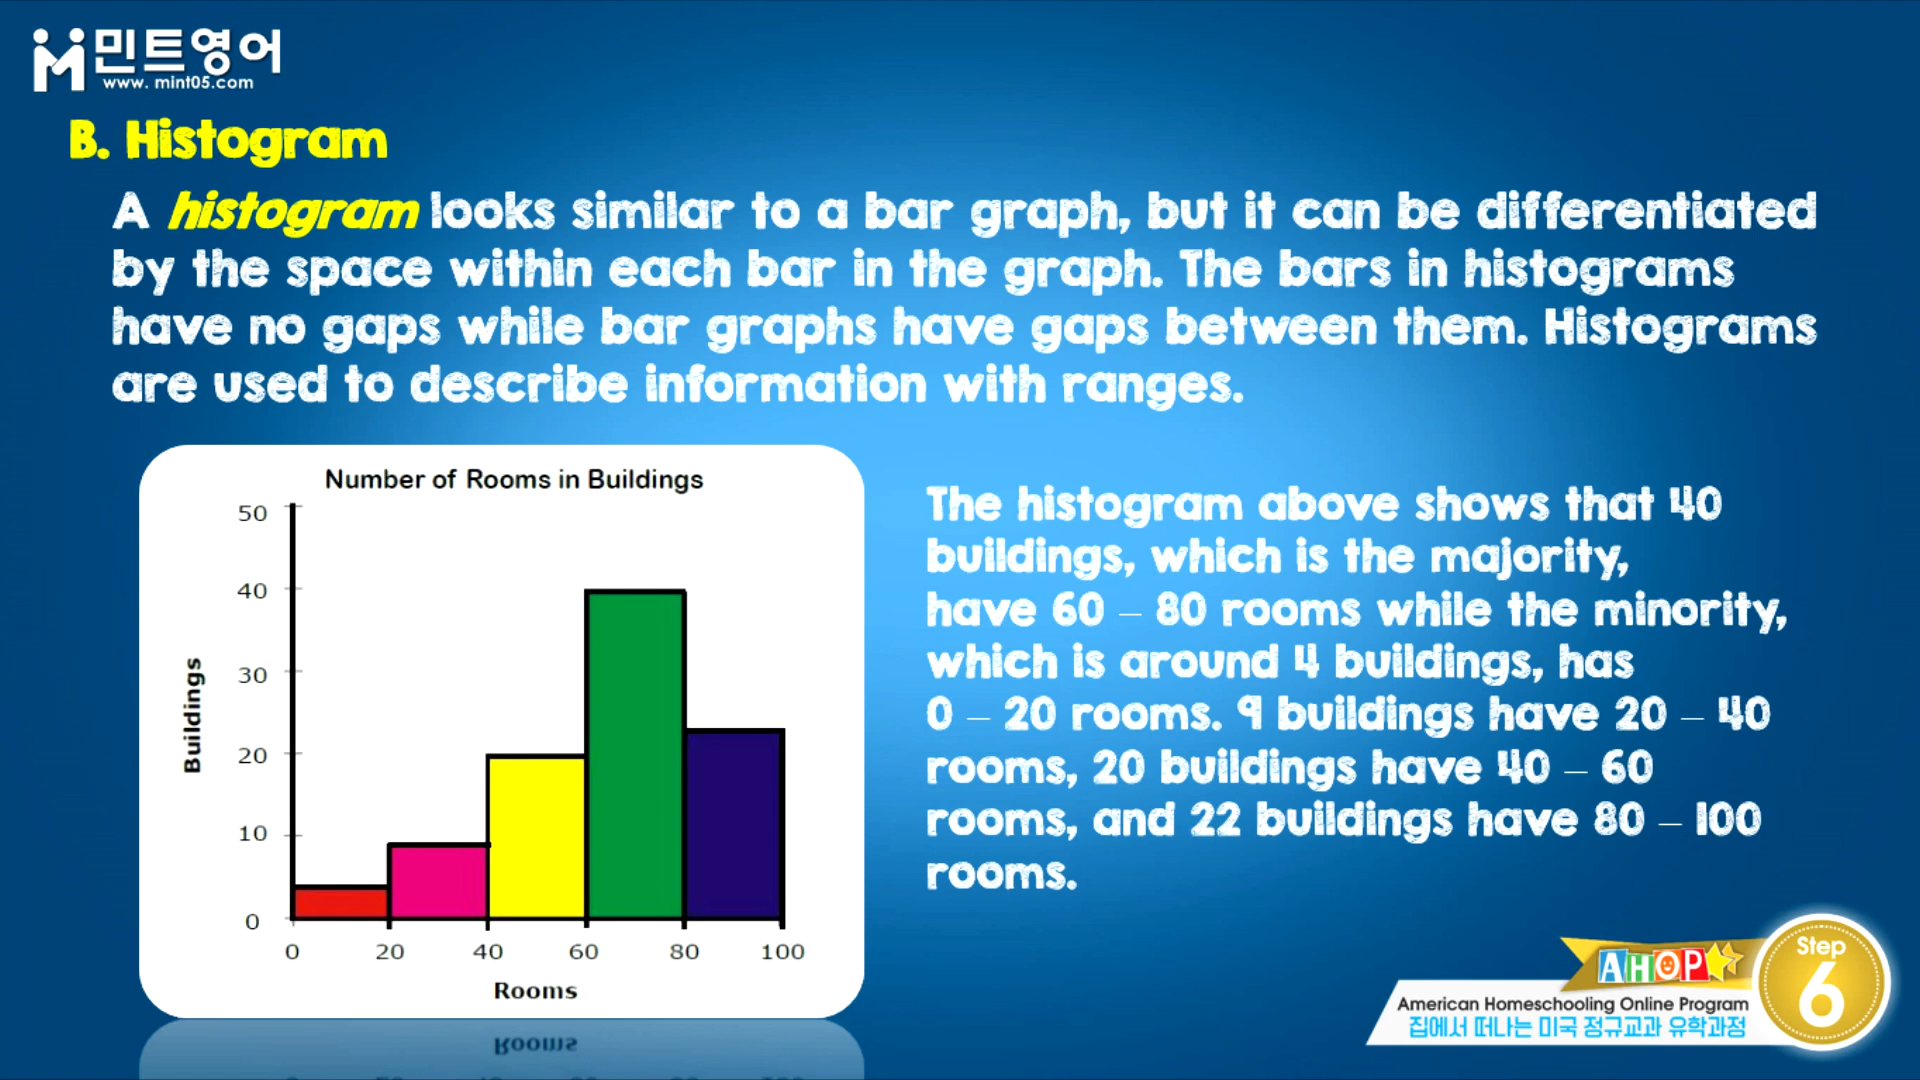 민트영어
www. mint05.com
B. Histogram
A histogram looks similar to a bar graph, but it can be differentiated
by the space within each bar in the graph. The bars in histograms
have no gaps while bar graphs have gaps between them. Histograms
are used to describe information with ranges.
Number of Rooms in Buildings
50
40
30
20
10
0
Buildings
0 20 40 60 80 100
Rooms
The histogram above shows that 40
buildings, which is the majority,
have 60 – 80 rooms while the minority,
which is around 4 buildings, has
0 – 20 rooms. 9 buildings have 20 – 40
rooms, 20 buildings have 40 – 60
rooms, and 22 buildings have 80 – 100
rooms.
Rooms
AHOP
Step
6
American Homeschooling Online Program
집에서 떠나는 미국 정규교과 유학과정